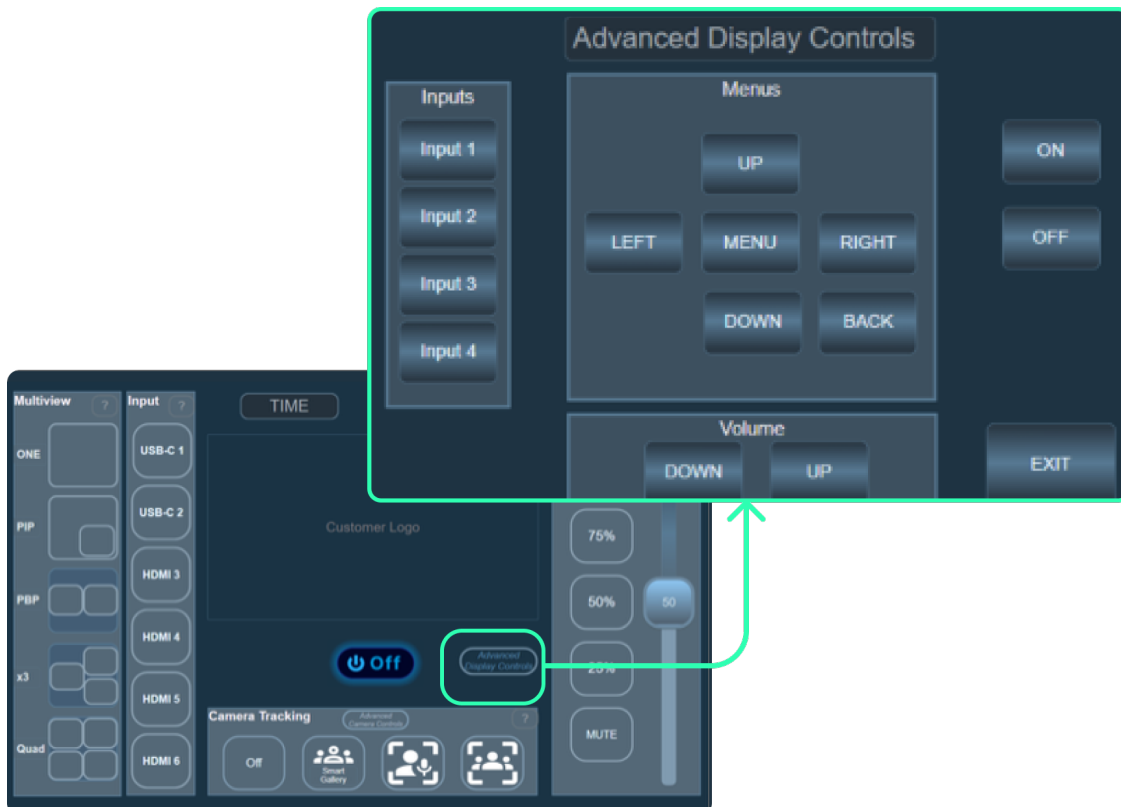 Advanced Display Controls
Inputs
Input 1
Input 2
Input 3
Input 4
Menus
UP
LEFT
MENU
RIGHT
DOWN
BACK
Volume
DOWN
UP
ON
OFF
EXIT
Multiview
?
ONE
PIP
PBP
x3
Quad
Input
?
USB-C 1
USB-C 2
HDMI 3
HDMI 4
HDMI 5
HDMI 6
TIME
Customer Logo
Off
Advanced
Display Controls
Camera Tracking
Advanced
Camera Controls
?
Off
Smart
Gallery
75%
50%
25%
MUTE
50